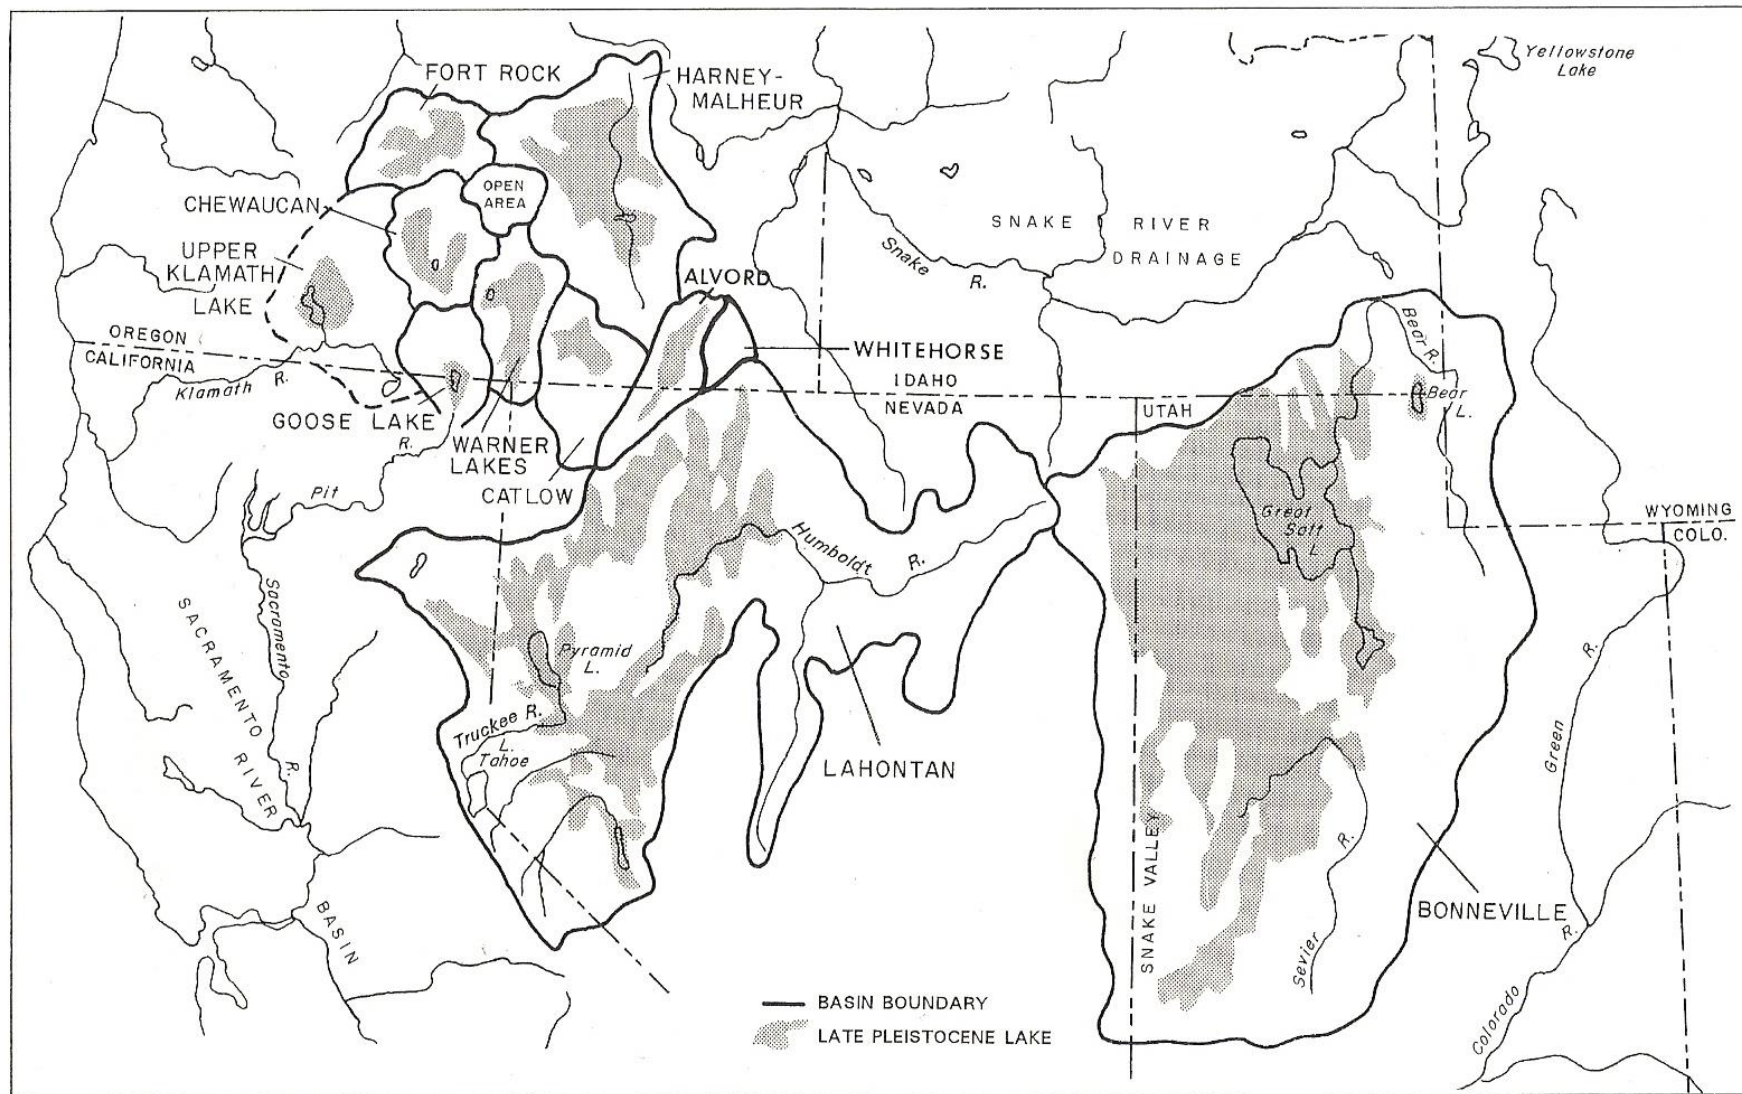 Yellowstone
Lake
FORT ROCK
HARNEY-
MALHEUR
OPEN
AREA
CHEWAUCAN
UPPER
KLAMATH
LAKE
SNAKE RIVER
DRAINAGE
Snake
R.
ALVORD
OREGON
CALIFORNIA
Klamath R.
WHITEHORSE
IDAHO
NEVADA
UTAH
Bear R.
Bear
L.
GOOSE LAKE
WARNER
LAKES
CATLOW
Pit
R.
Great
Salt
L.
WYOMING
COLO.
Humboldt
R.
Sacramento
R.
SACRAMENTO
RIVER
BASIN
Pyramid
L.
Truckee R.
L.
Tahoe
LAHONTAN
SNAKE VALLEY
Sevier
R.
BONNEVILLE
Green
R.
Colorado
R.
BASIN BOUNDARY
LATE PLEISTOCENE LAKE